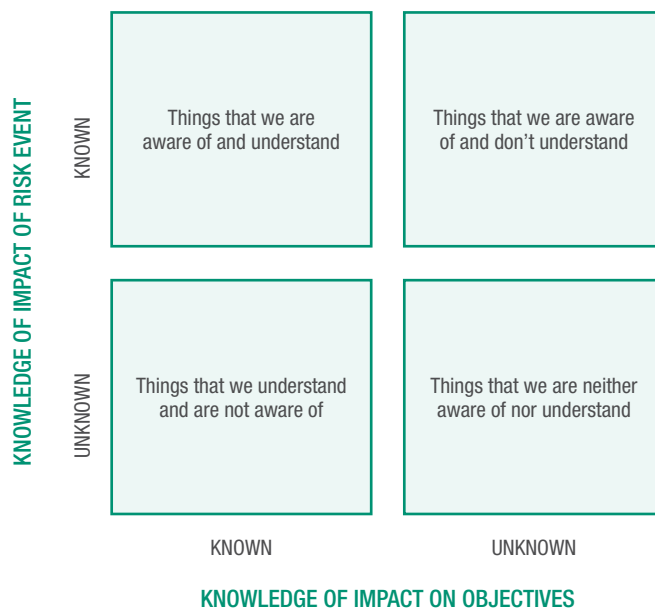 KNOWLEDGE OF IMPACT OF RISK EVENT
KNOWN
Things that we are
aware of and understand
Things that we are aware
of and don’t understand
UNKNOWN
Things that we understand
and are not aware of
Things that we are neither
aware of nor understand
KNOWN
UNKNOWN
KNOWLEDGE OF IMPACT ON OBJECTIVES